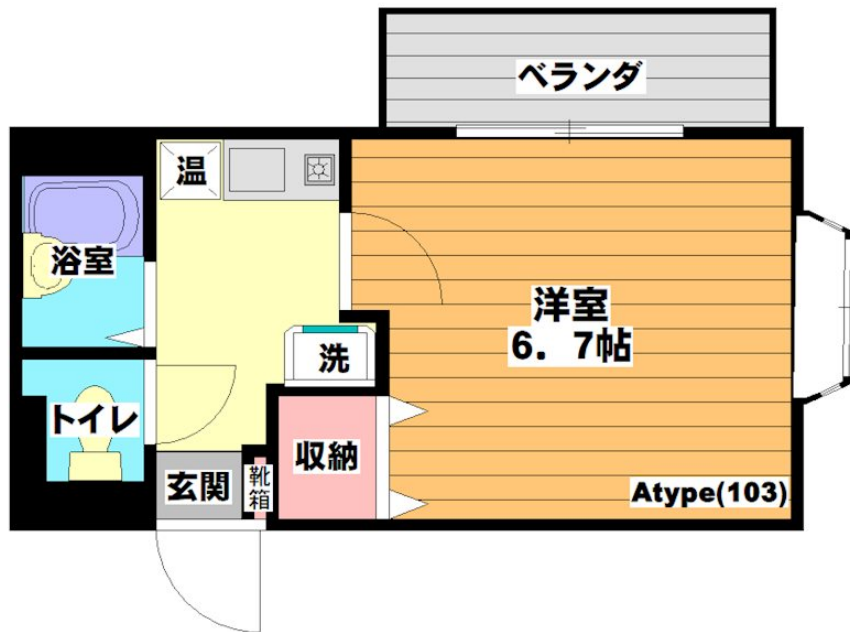 ベランダ
温
浴室
洋室
6．7帖
洗
トイレ
収納
玄関
靴箱
Atype(103)